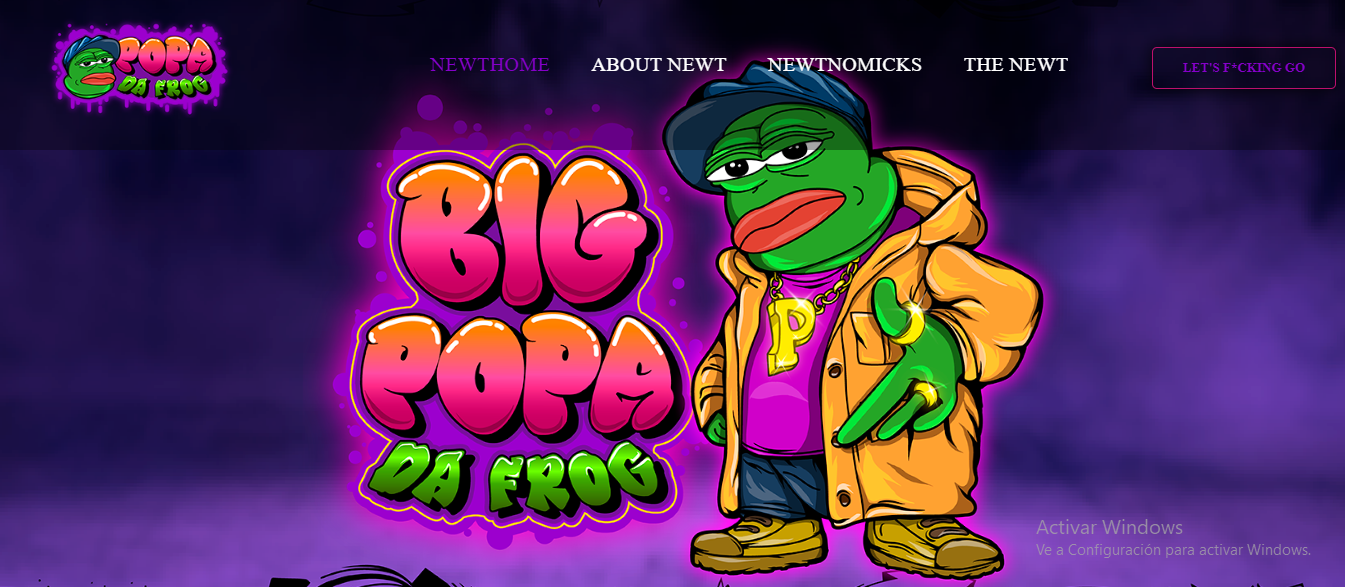 POPA
DA FROG
NEWTHOME
ABOUT NEWT
NEWTNOMICKS
THE NEWT
LET'S F*CKING GO
BIG
POPA
DA FROG
P
Activar Windows
Ve a Configuración para activar Windows.